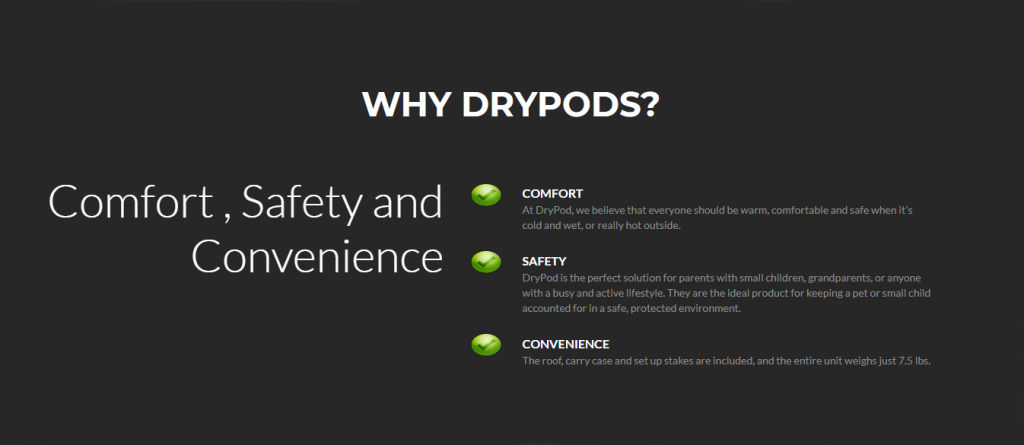 WHY DRYPODS?
Comfort , Safety and
Convenience
COMFORT
At DryPod, we believe that everyone should be warm, comfortable and safe when it's
cold and wet, or really hot outside.
SAFETY
DryPod is the perfect solution for parents with small children, grandparents, or anyone
with a busy and active lifestyle. They are the ideal product for keeping a pet or small child
accounted for in a safe, protected environment.
CONVENIENCE
The roof, carry case and set up stakes are included, and the entire unit weighs just 7.5 lbs.